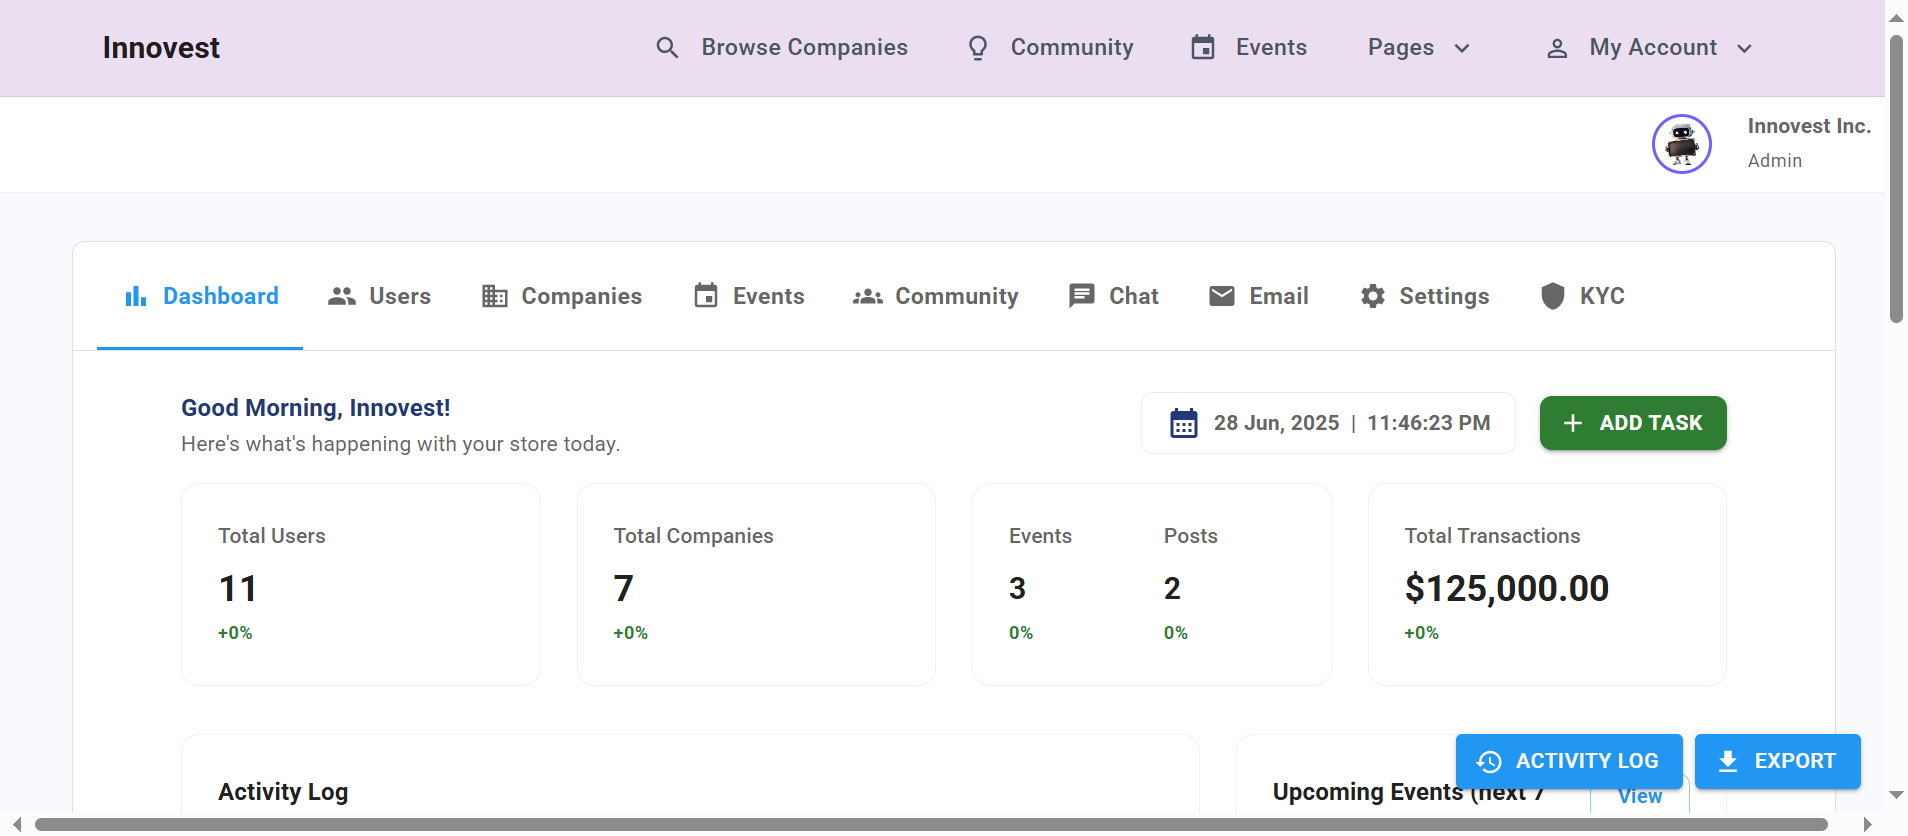 Innovest
Browse Companies
Community
Events
Pages
My Account
Innovest Inc.
Admin
Dashboard
Users
Companies
Events
Community
Chat
Email
Settings
KYC
Good Morning, Innovest!
Here's what's happening with your store today.
28 Jun, 2025 | 11:46:23 PM
ADD TASK
Total Users
11
+0%
Total Companies
7
+0%
Events
3
0%
Posts
2
0%
Total Transactions
$125,000.00
+0%
Activity Log
Upcoming Events (next 7
View
ACTIVITY LOG
EXPORT